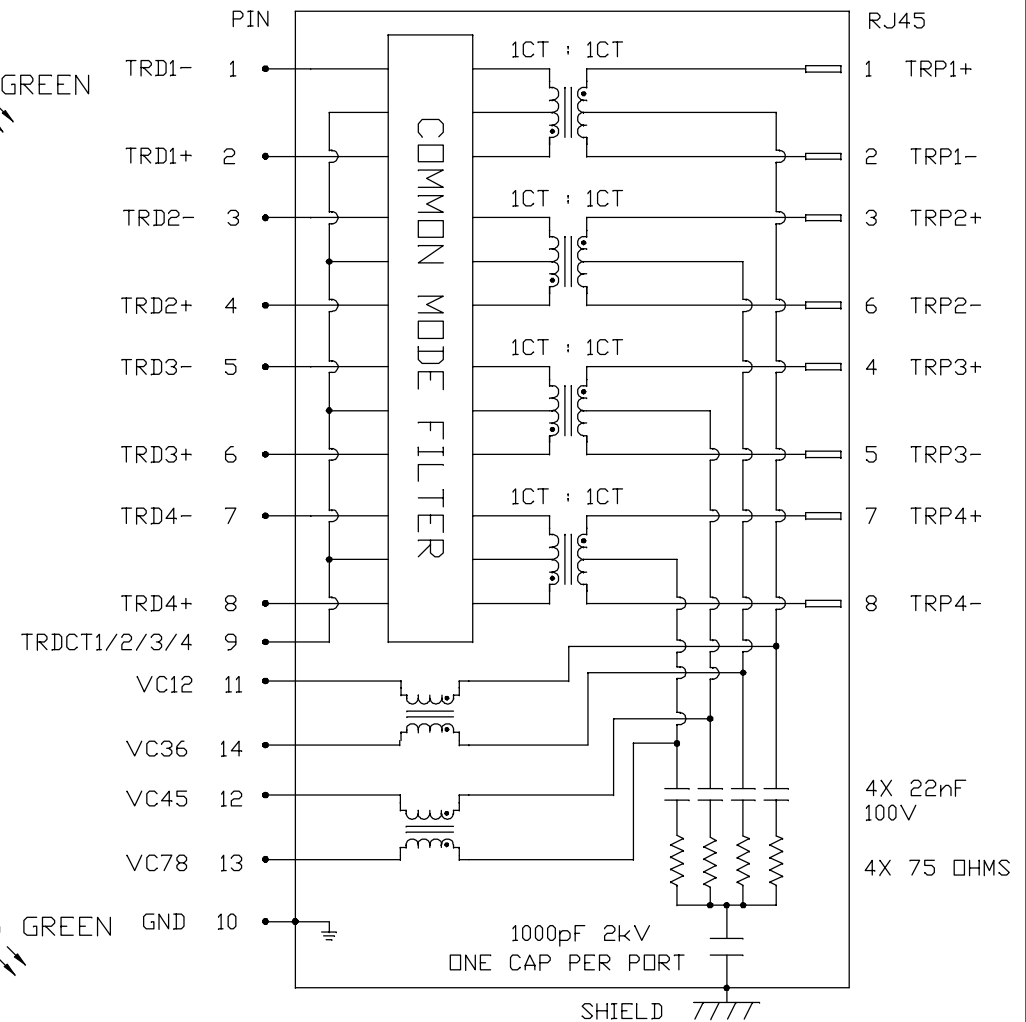 PIN RJ45
1CT : 1CT
TRD1- 1 1 TRP1+
GREEN
TRD1+ 2 2 TRP1-
1CT : 1CT
TRD2- 3 3 TRP2+
COMMON MODE FILTER
TRD2+ 4 6 TRP2-
1CT : 1CT
TRD3- 5 4 TRP3+
TRD3+ 6 5 TRP3-
1CT : 1CT
TRD4- 7 7 TRP4+
TRD4+ 8 8 TRP4-
TRDCT1/2/3/4 9
VC12 11
VC36 14
VC45 12
4X 22nF
100V
VC78 13
4X 75 OHMS
GREEN GND 10
1000pF 2kV
ONE CAP PER PORT
SHIELD